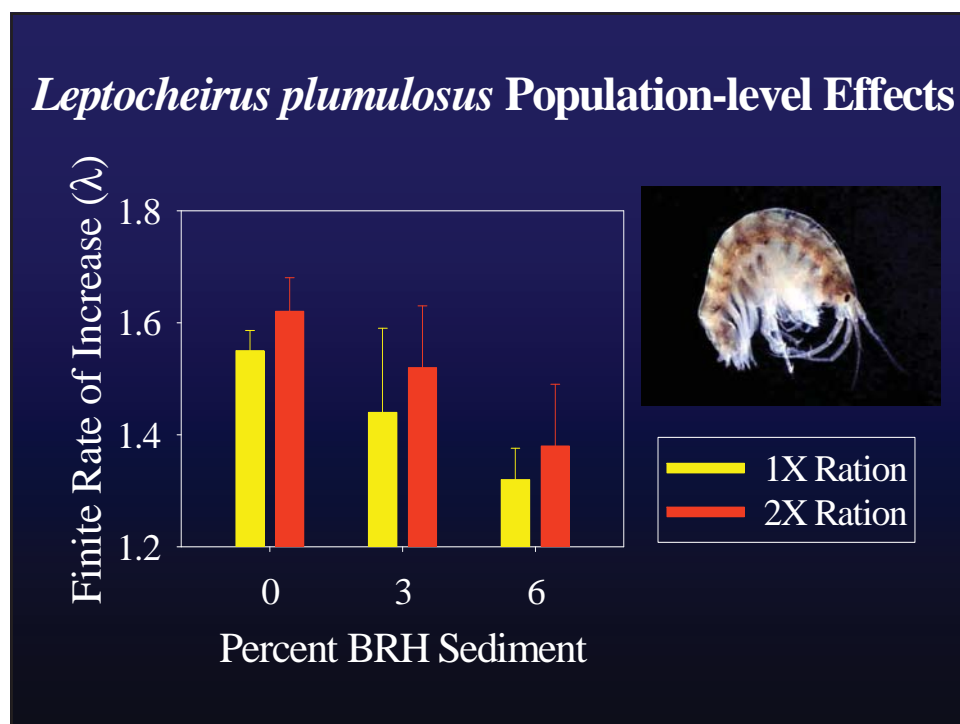 Leptocheirus plumulosus Population-level Effects
Finite Rate of Increase (λ)
1.8
1.6
1.4
1.2
0 3 6
Percent BRH Sediment
1X Ration
2X Ration